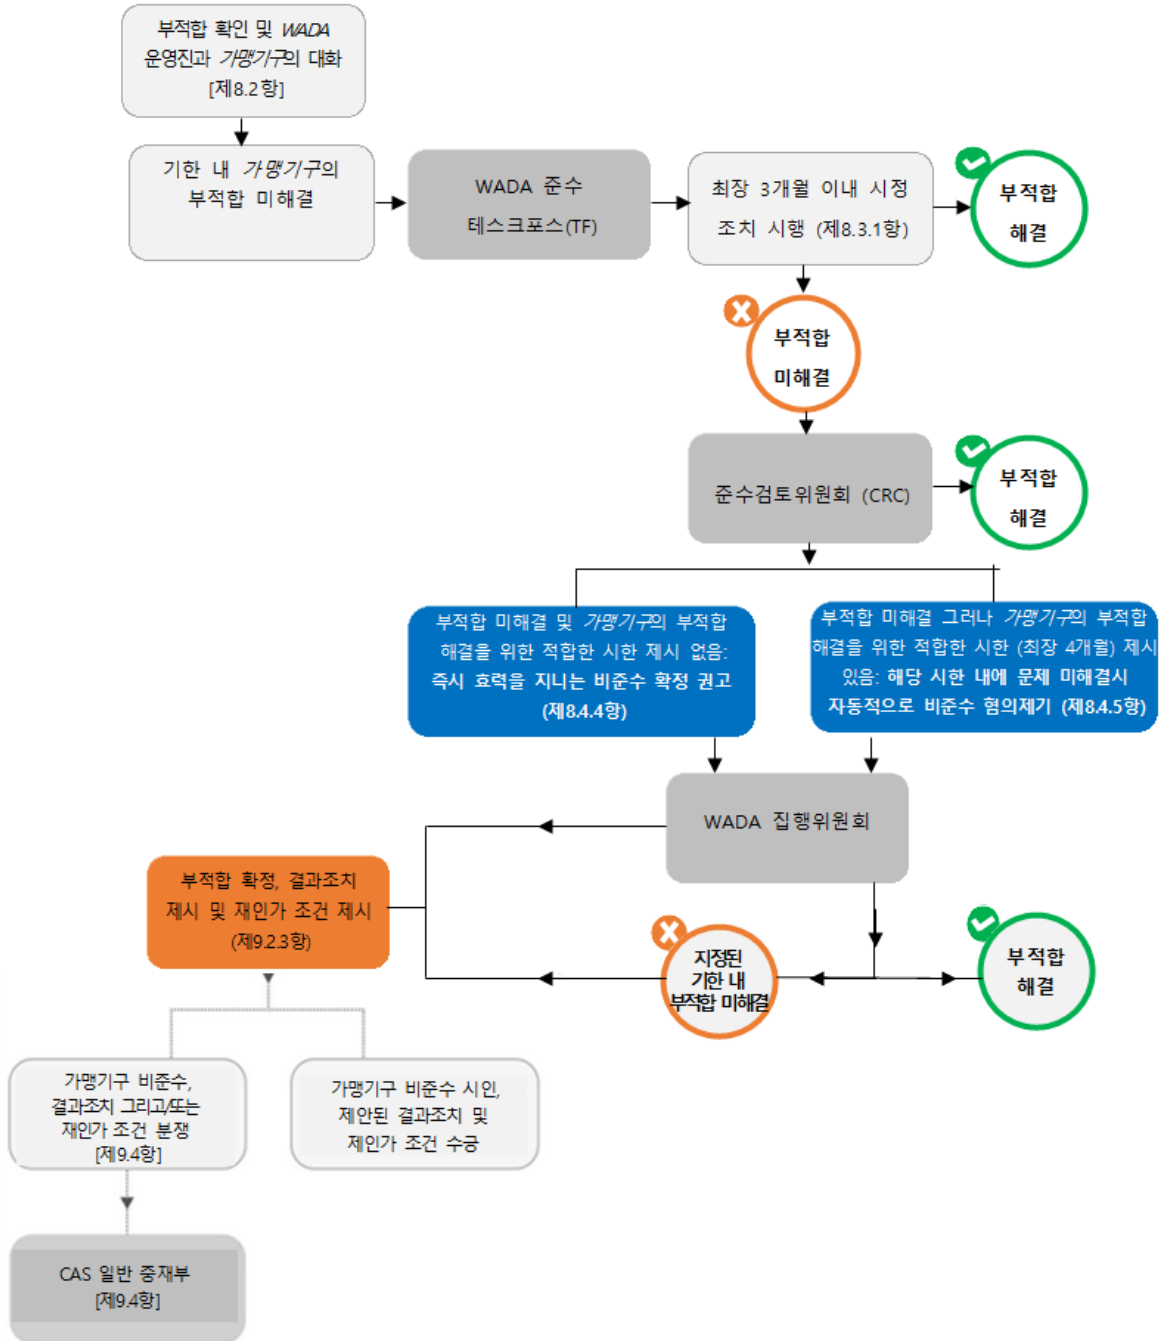 부적합 확인 및 WADA
운영진과 가맹기구의 대화
[제8.2항]
기한 내 가맹기구의
부적합 미해결
WADA 준수
테스크포스(TF)
최장 3개월 이내 시정
조치 시행 (제8.3.1항)
부적합
해결
부적합
미해결
준수검토위원회 (CRC)
부적합
해결
부적합 미해결 및 가맹기구의 부적합
해결을 위한 적합한 시한 제시 없음:
즉시 효력을 지니는 비준수 확정 권고
(제8.4.4항)
부적합 미해결 그러나 가맹기구의 부적합
해결을 위한 적합한 시한 (최장 4개월) 제시
있음: 해당 시한 내에 문제 미해결시
자동적으로 비준수 혐의제기 (제8.4.5항)
WADA 집행위원회
부적합 확정, 결과조치
제시 및 재인가 조건 제시
(제9.2.3항)
지정된
기한 내
부적합 미해결
부적합
해결
가맹기구 비준수,
결과조치 그리고/또는
재인가 조건 분쟁
[제9.4항]
가맹기구 비준수 시인,
제안된 결과조치 및
제인가 조건 수긍
CAS 일반 중재부
[제9.4항]